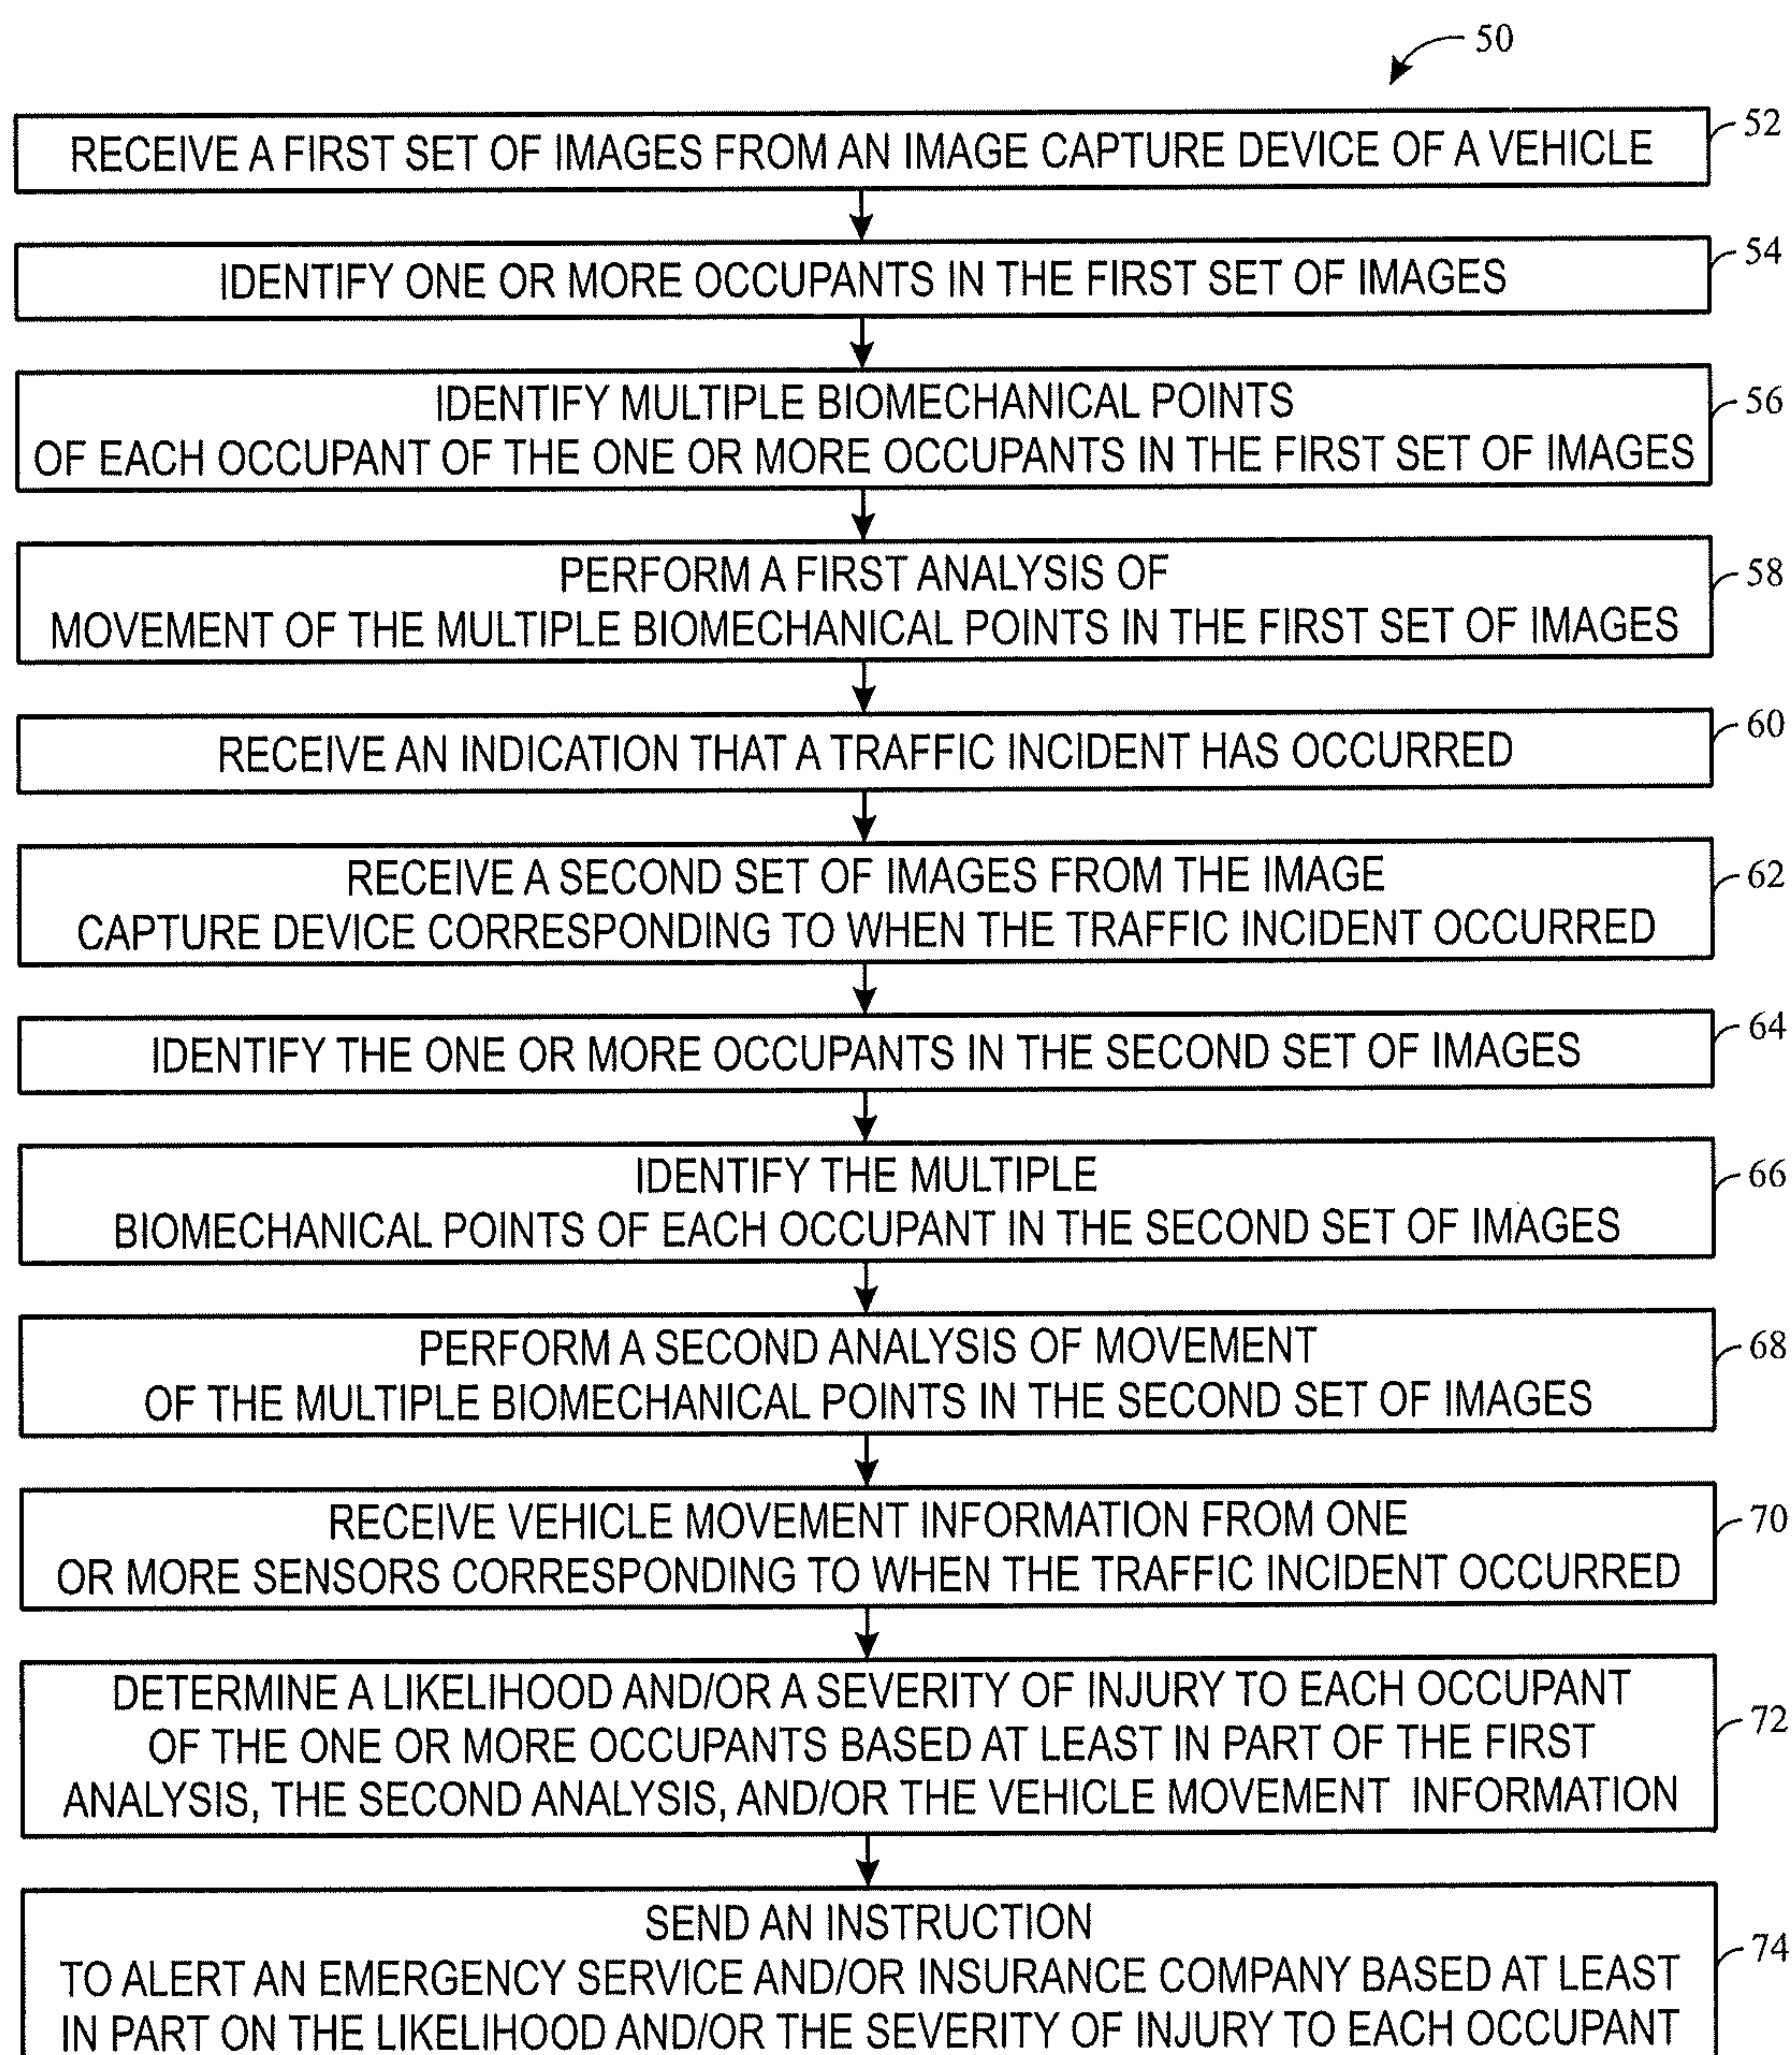 50
RECEIVE A FIRST SET OF IMAGES FROM AN IMAGE CAPTURE DEVICE OF A VEHICLE
52
IDENTIFY ONE OR MORE OCCUPANTS IN THE FIRST SET OF IMAGES
54
IDENTIFY MULTIPLE BIOMECHANICAL POINTS
OF EACH OCCUPANT OF THE ONE OR MORE OCCUPANTS IN THE FIRST SET OF IMAGES
56
PERFORM A FIRST ANALYSIS OF
MOVEMENT OF THE MULTIPLE BIOMECHANICAL POINTS IN THE FIRST SET OF IMAGES
58
RECEIVE AN INDICATION THAT A TRAFFIC INCIDENT HAS OCCURRED
60
RECEIVE A SECOND SET OF IMAGES FROM THE IMAGE
CAPTURE DEVICE CORRESPONDING TO WHEN THE TRAFFIC INCIDENT OCCURRED
62
IDENTIFY THE ONE OR MORE OCCUPANTS IN THE SECOND SET OF IMAGES
64
IDENTIFY THE MULTIPLE
BIOMECHANICAL POINTS OF EACH OCCUPANT IN THE SECOND SET OF IMAGES
66
PERFORM A SECOND ANALYSIS OF MOVEMENT
OF THE MULTIPLE BIOMECHANICAL POINTS IN THE SECOND SET OF IMAGES
68
RECEIVE VEHICLE MOVEMENT INFORMATION FROM ONE
OR MORE SENSORS CORRESPONDING TO WHEN THE TRAFFIC INCIDENT OCCURRED
70
DETERMINE A LIKELIHOOD AND/OR A SEVERITY OF INJURY TO EACH OCCUPANT
OF THE ONE OR MORE OCCUPANTS BASED AT LEAST IN PART OF THE FIRST
ANALYSIS, THE SECOND ANALYSIS, AND/OR THE VEHICLE MOVEMENT INFORMATION
72
SEND AN INSTRUCTION
TO ALERT AN EMERGENCY SERVICE AND/OR INSURANCE COMPANY BASED AT LEAST
IN PART ON THE LIKELIHOOD AND/OR THE SEVERITY OF INJURY TO EACH OCCUPANT
74